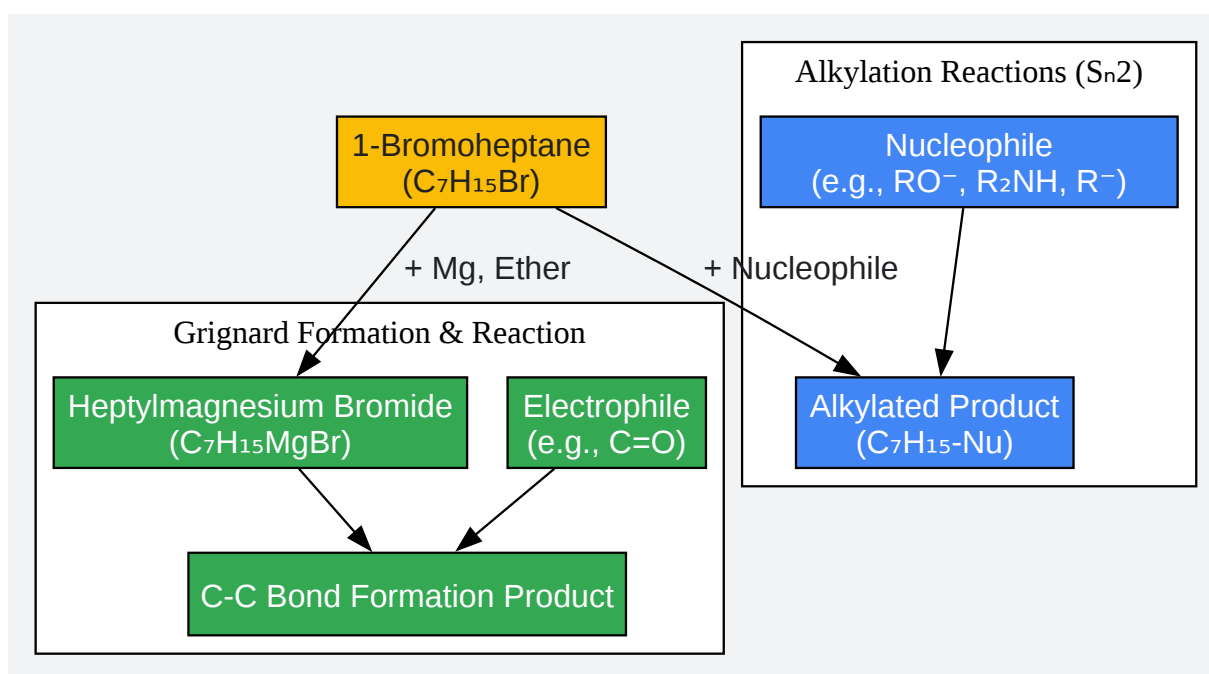 Alkylation Reactions (Sₙ2)
1-Bromoheptane
(C₇H₁₅Br)
Nucleophile
(e.g., RO⁻, R₂NH, R⁻)
+ Mg, Ether
+ Nucleophile
Grignard Formation & Reaction
Heptylmagnesium Bromide
(C₇H₁₅MgBr)
Electrophile
(e.g., C=O)
Alkylated Product
(C₇H₁₅-Nu)
C-C Bond Formation Product